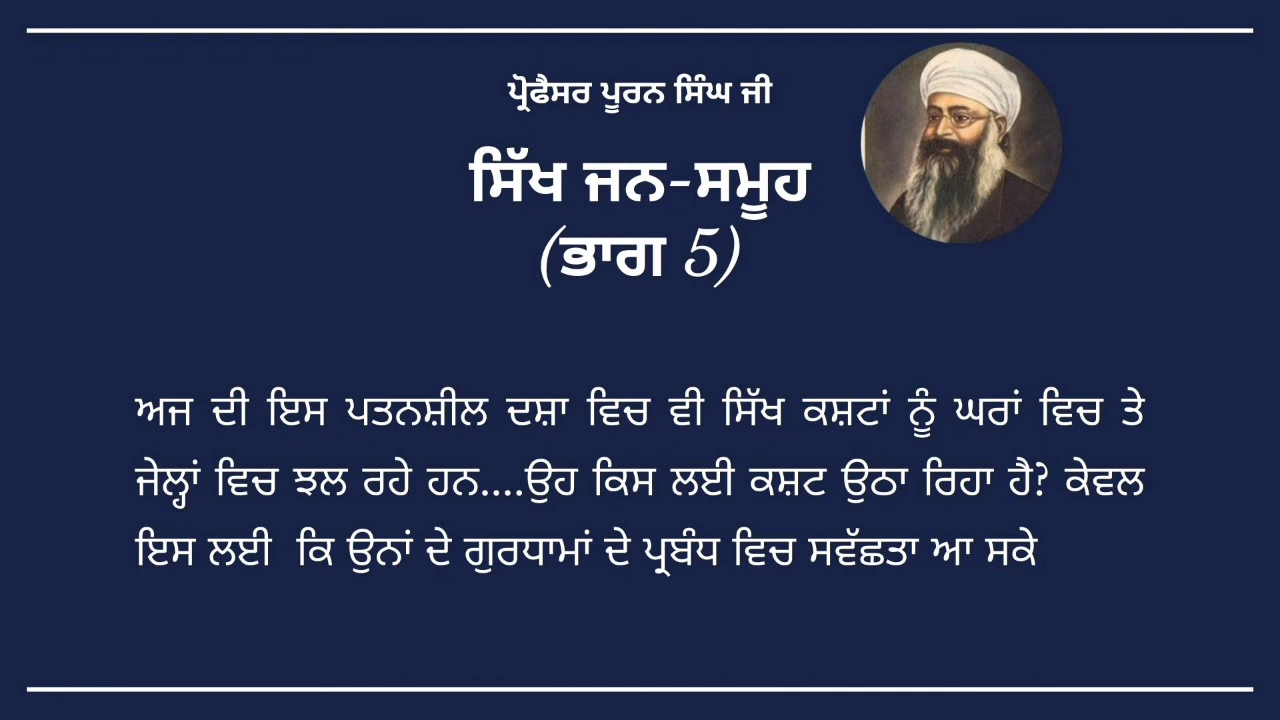 ਪ੍ਰੋਫੈਸਰ ਪੂਰਨ ਸਿੰਘ ਜੀ
ਸਿੱਖ ਜਨ-ਸਮੂਹ
(ਭਾਗ 5)
ਅਜ ਦੀ ਇਸ ਪਤਨਸ਼ੀਲ ਦਸ਼ਾ ਵਿਚ ਵੀ ਸਿੱਖ ਕਸ਼ਟਾਂ ਨੂੰ ਘਰਾਂ ਵਿਚ ਤੇ
ਜੇਲ੍ਹਾਂ ਵਿਚ ਝਲ ਰਹੇ ਹਨ....ਉਹ ਕਿਸ ਲਈ ਕਸ਼ਟ ਉਠਾ ਰਿਹਾ ਹੈ? ਕੇਵਲ
ਇਸ ਲਈ ਕਿ ਉਨਾਂ ਦੇ ਗੁਰਧਾਮਾਂ ਦੇ ਪ੍ਰਬੰਧ ਵਿਚ ਸਵੱਛਤਾ ਆ ਸਕੇ